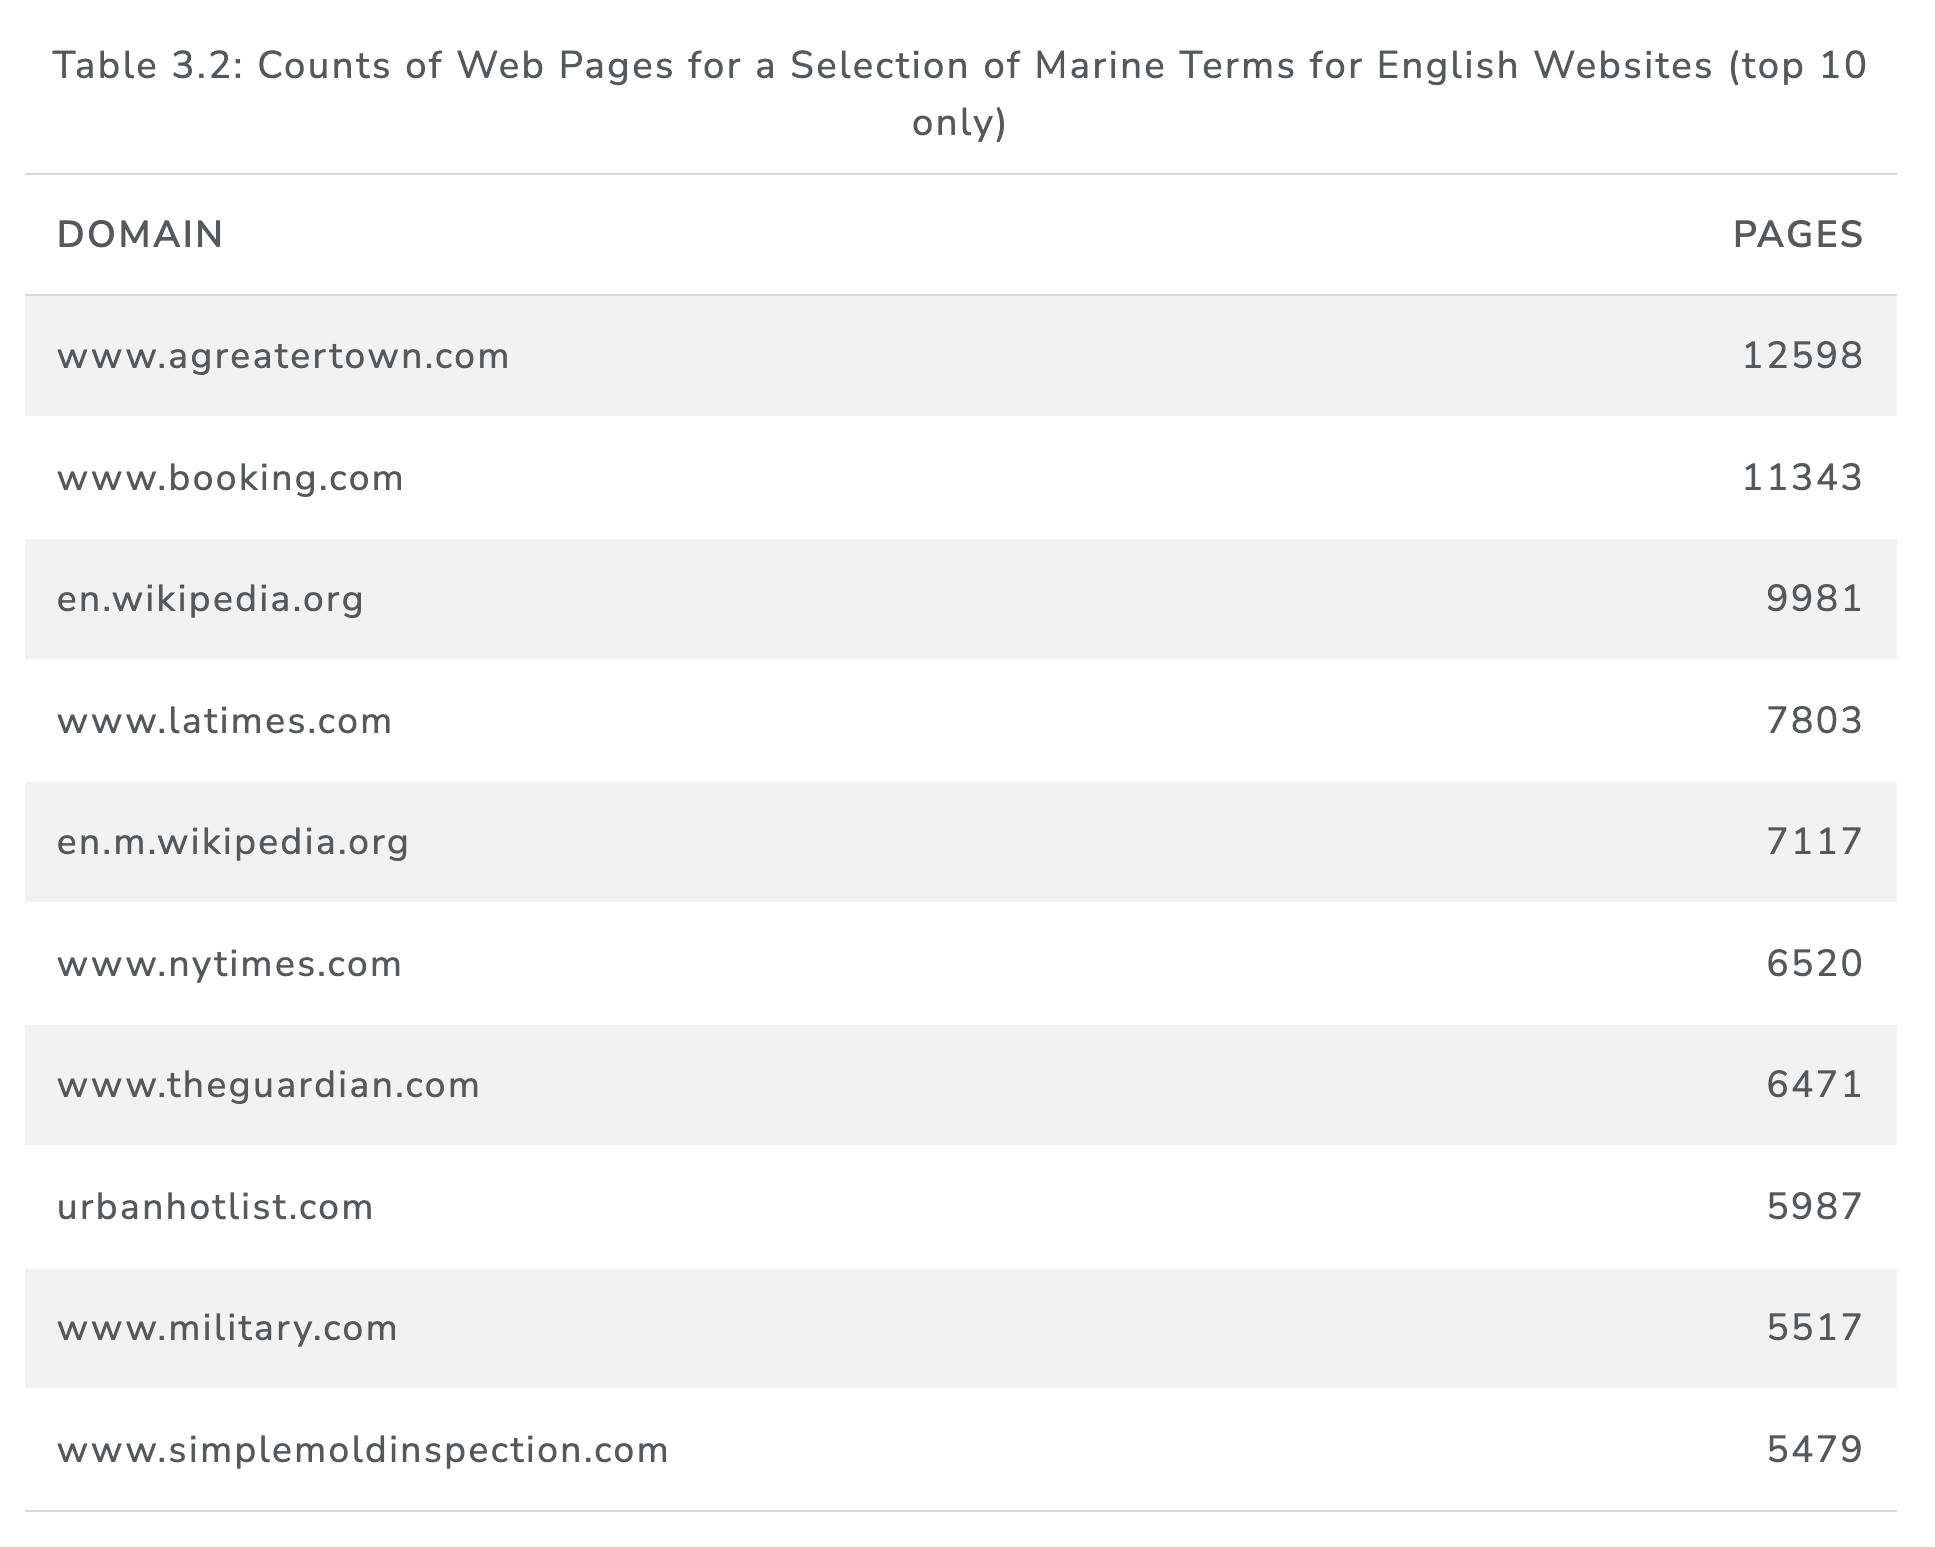 Table 3.2: Counts of Web Pages for a Selection of Marine Terms for English Websites (top 10
only)
DOMAIN PAGES
www.agreatertown.com 12598
www.booking.com 11343
en.wikipedia.org 9981
www.latimes.com 7803
en.m.wikipedia.org 7117
www.nytimes.com 6520
www.theguardian.com 6471
urbanhotlist.com 5987
www.military.com 5517
www.simplemoldinspection.com 5479